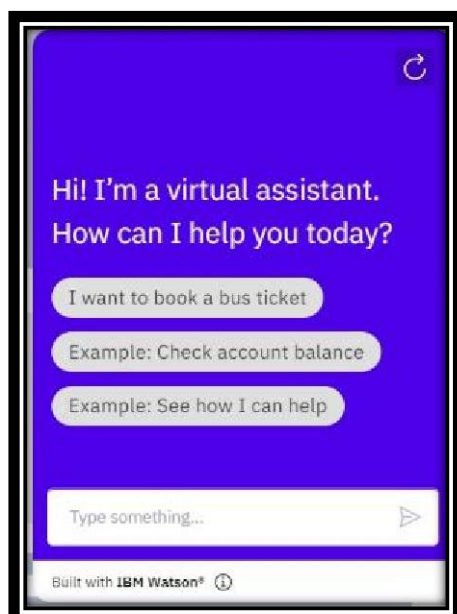 Hi! I'm a virtual assistant.
How can I help you today?
I want to book a bus ticket
Example: Check account balance
Example: See how I can help
Type something...
Built with IBM Watson®